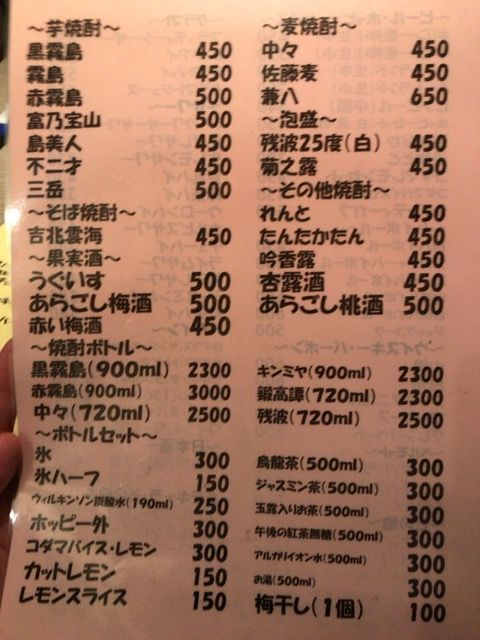 〜芋焼酎〜
黒霧島 450
霧島 450
赤霧島 500
富乃宝山 500
島美人 450
不二才 450
三岳 500
〜そば焼酎〜
吉兆雲海 450
〜果実酒〜
うぐいす 500
あらごし梅酒 500
赤い梅酒 450
〜焼酎ボトル〜
黒霧島(900ml) 2300
赤霧島(900ml) 3000
中々(720ml) 2500
〜ボトルセット〜
氷 300
氷ハーフ 150
ウィルキンソン炭酸水(190ml) 250
ホッピー外 300
コダマバイス・レモン 300
カットレモン 150
レモンスライス 150
〜麦焼酎〜
中々 450
佐藤麦 450
兼八 650
〜泡盛〜
残波25度(白) 450
菊之露 450
〜その他焼酎〜
れんと 450
たんたかたん 450
吟香露 450
杏露酒 450
あらごし桃酒 500
キンミヤ(900ml) 2300
鍛高譚(720ml) 2300
残波(720ml) 2500
烏龍茶(500ml) 300
ジャスミン茶(500ml) 300
玉露入りお茶(500ml) 300
午後の紅茶無糖(500ml) 300
アルカリイオン水(500ml) 300
お湯(500ml) 300
梅干し(1個) 100